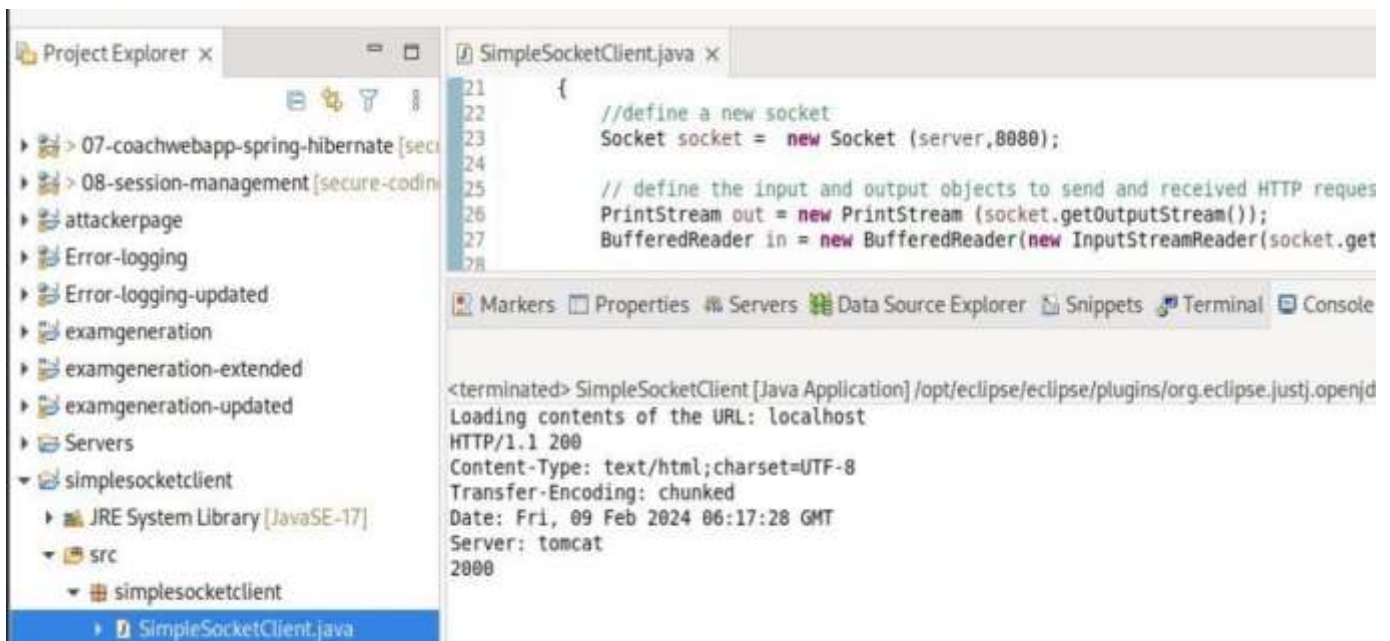 Project Explorer ×
> 07-coachwebapp-spring-hibernate [secu
> 08-session-management [secure-codin
attackerpage
Error-logging
Error-logging-updated
examgeneration
examgeneration-extended
examgeneration-updated
Servers
simplesocketclient
JRE System Library [JavaSE-17]
src
simplesocketclient
SimpleSocketClient.java
SimpleSocketClient.java ×
21 {
22 //define a new socket
23 Socket socket = new Socket (server,8080);
24
25 // define the input and output objects to send and received HTTP reques
26 PrintStream out = new PrintStream (socket.getOutputStream());
27 BufferedReader in = new BufferedReader(new InputStreamReader(socket.get
28
Markers Properties Servers Data Source Explorer Snippets Terminal Console
<terminated> SimpleSocketClient [Java Application] /opt/eclipse/eclipse/plugins/org.eclipse.justj.openjd
Loading contents of the URL: localhost
HTTP/1.1 200
Content-Type: text/html;charset=UTF-8
Transfer-Encoding: chunked
Date: Fri, 09 Feb 2024 06:17:28 GMT
Server: tomcat
2000